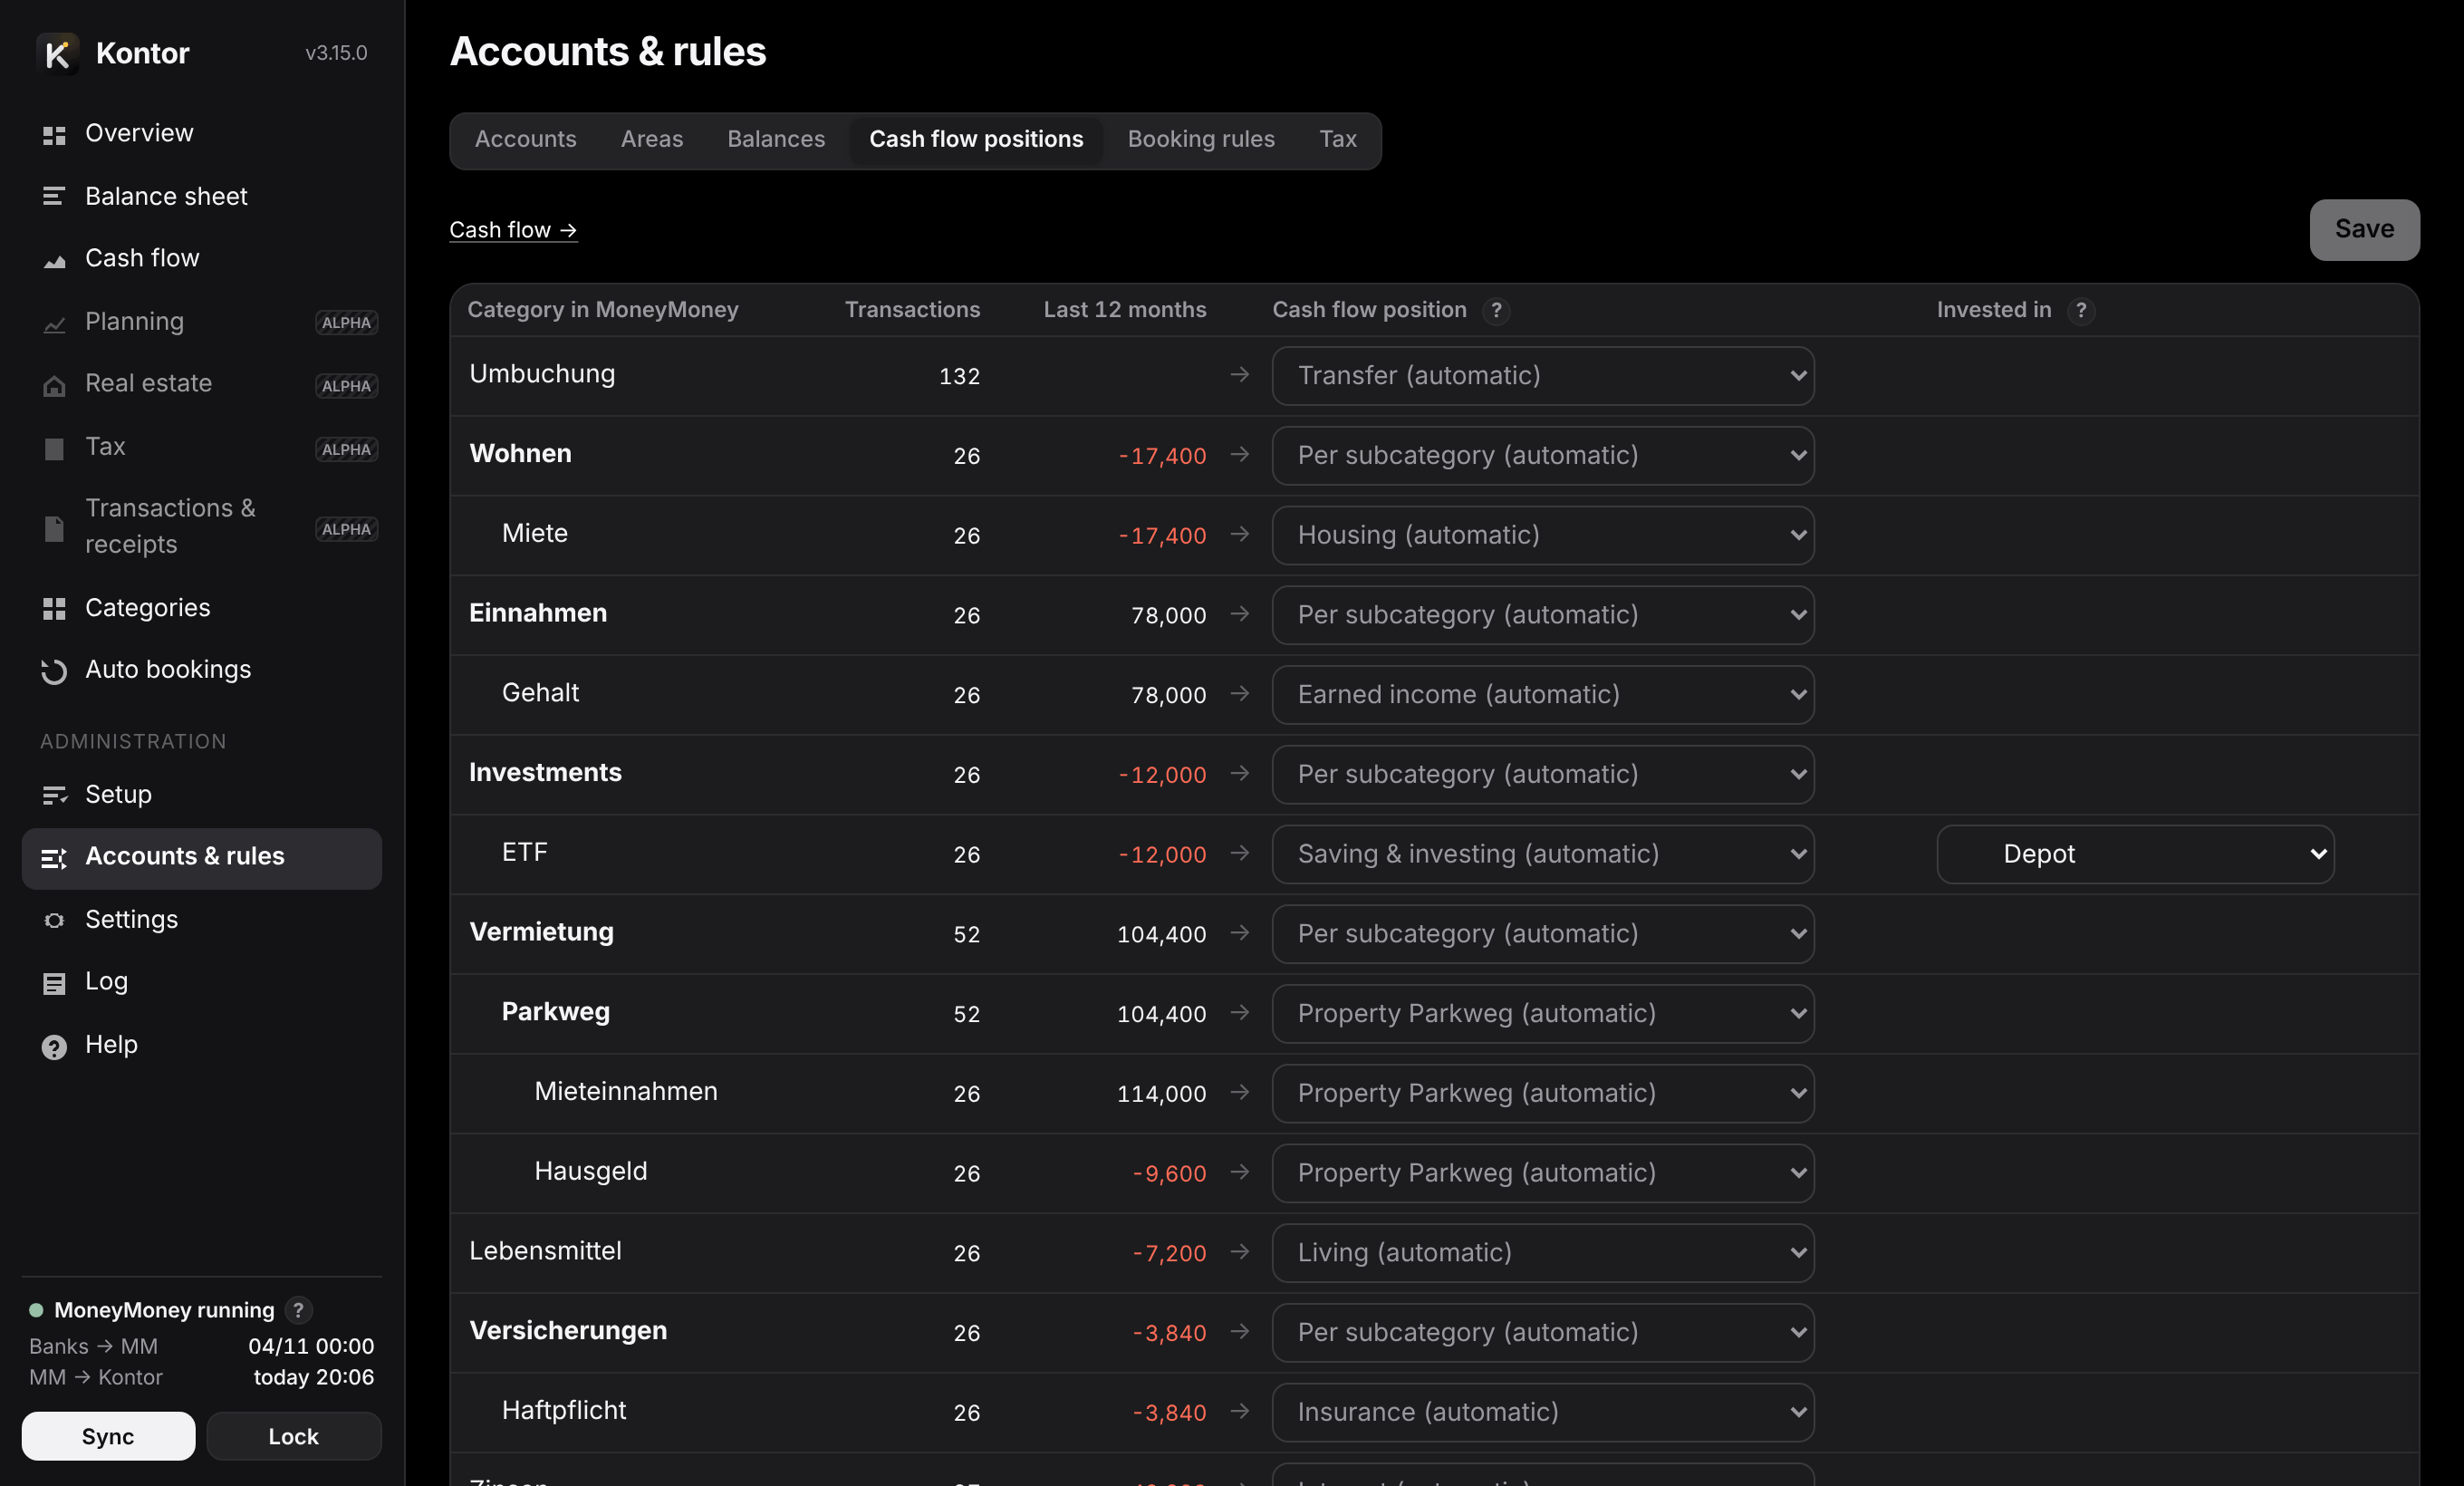 Kontor v3.15.0
Overview
Balance sheet
Cash flow
Planning ALPHA
Real estate ALPHA
Tax ALPHA
Transactions &
receipts ALPHA
Categories
Auto bookings
ADMINISTRATION
Setup
Accounts & rules
Settings
Log
Help
MoneyMoney running ?
Banks → MM 04/11 00:00
MM → Kontor today 20:06
Sync Lock
Accounts & rules
Accounts Areas Balances Cash flow positions Booking rules Tax
Cash flow →
Save
Category in MoneyMoney Transactions Last 12 months Cash flow position ? Invested in ?
Umbuchung 132 → Transfer (automatic)
Wohnen 26 -17,400 → Per subcategory (automatic)
Miete 26 -17,400 → Housing (automatic)
Einnahmen 26 78,000 → Per subcategory (automatic)
Gehalt 26 78,000 → Earned income (automatic)
Investments 26 -12,000 → Per subcategory (automatic)
ETF 26 -12,000 → Saving & investing (automatic) Depot
Vermietung 52 104,400 → Per subcategory (automatic)
Parkweg 52 104,400 → Property Parkweg (automatic)
Mieteinnahmen 26 114,000 → Property Parkweg (automatic)
Hausgeld 26 -9,600 → Property Parkweg (automatic)
Lebensmittel 26 -7,200 → Living (automatic)
Versicherungen 26 -3,840 → Per subcategory (automatic)
Haftpflicht 26 -3,840 → Insurance (automatic)